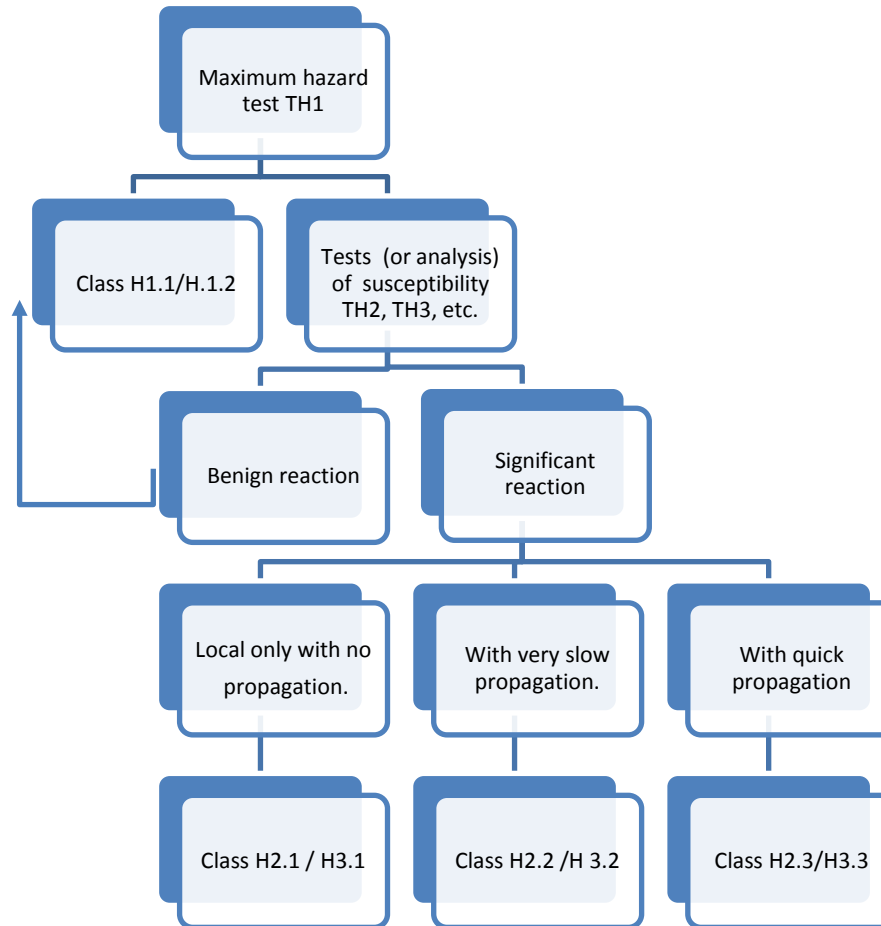 Maximum hazard
test TH1
Class H1.1/H.1.2
Tests (or analysis)
of susceptibility
TH2, TH3, etc.
Benign reaction
Significant
reaction
Local only with no
propagation.
With very slow
propagation.
With quick
propagation
Class H2.1 / H3.1
Class H2.2 /H 3.2
Class H2.3/H3.3